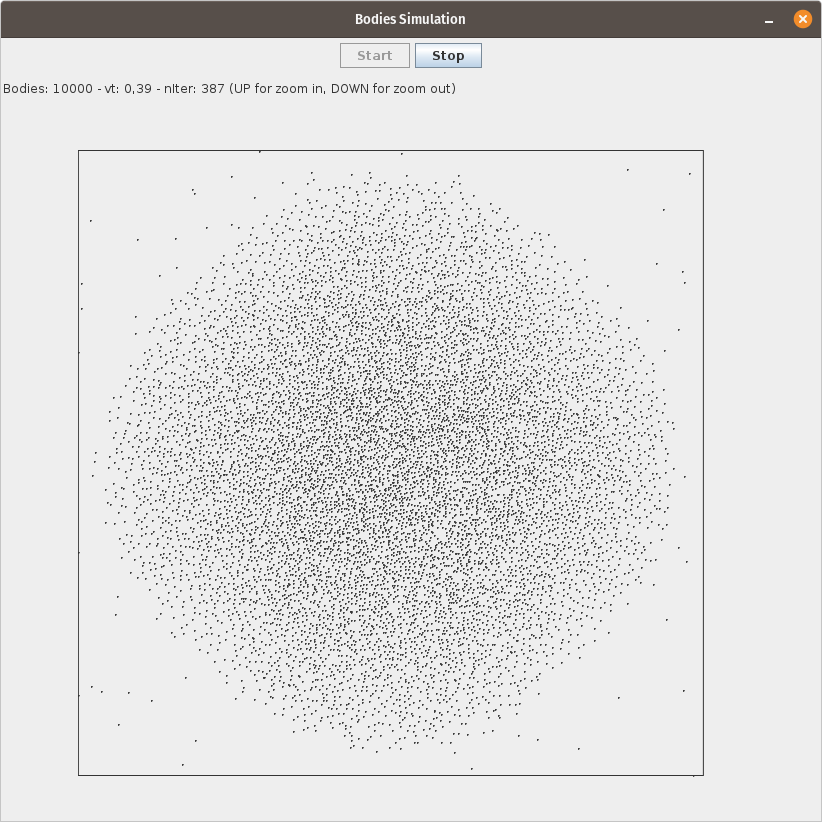 Bodies Simulation
Start Stop
Bodies: 10000 - vt: 0,39 - nIter: 387 (UP for zoom in, DOWN for zoom out)